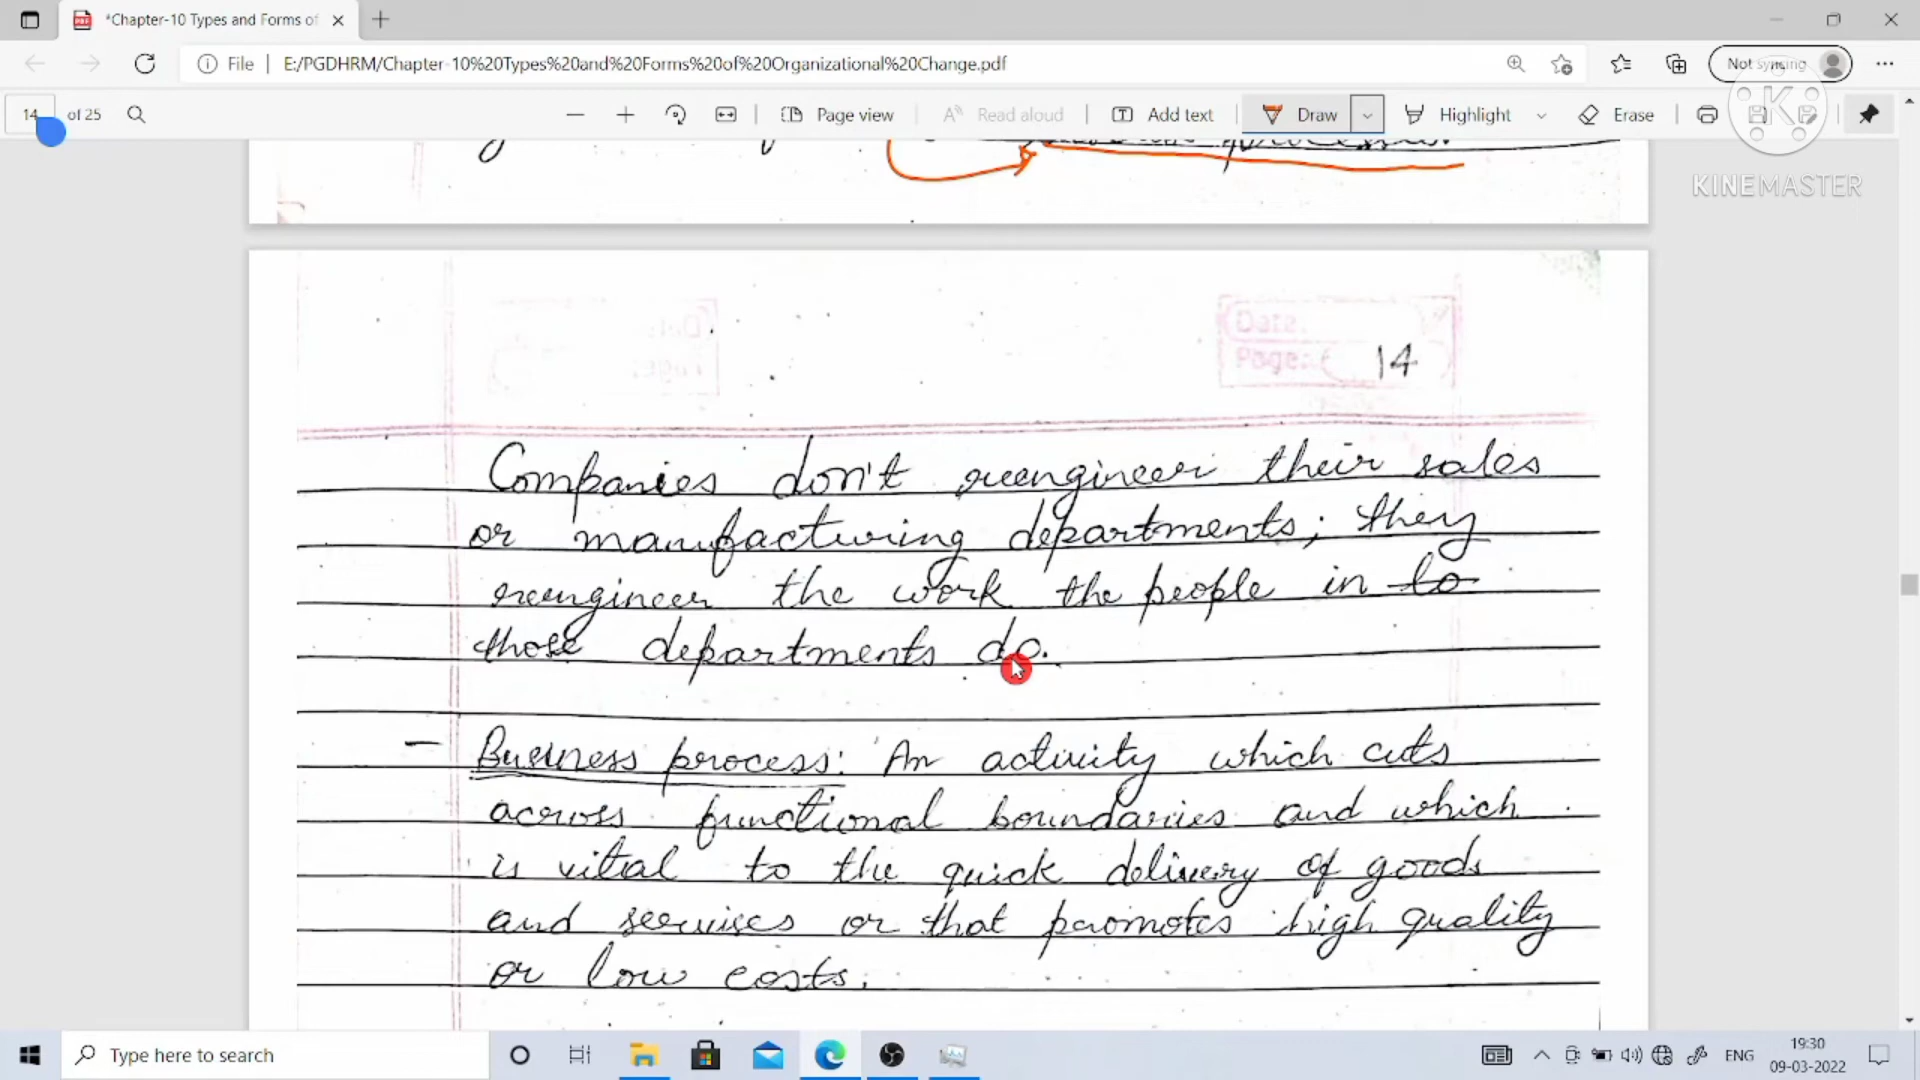 *Chapter-10 Types and Forms of
File E:/PGDHRM/Chapter-10%20Types%20and%20Forms%20of%20Organizational%20Change.pdf Not syncing
14 of 25 Page view Read aloud Add text Draw Highlight Erase
KINEMASTER
Date:
Page: 14
Companies don't reengineer their sales
or manufacturing departments; they
reengineer the work the people in to
those departments do.
– Business process: An activity which cuts
across functional boundaries and which
is vital to the quick delivery of goods
and services or that promotes high quality
or low costs.
Type here to search ENG 19:30
09-03-2022